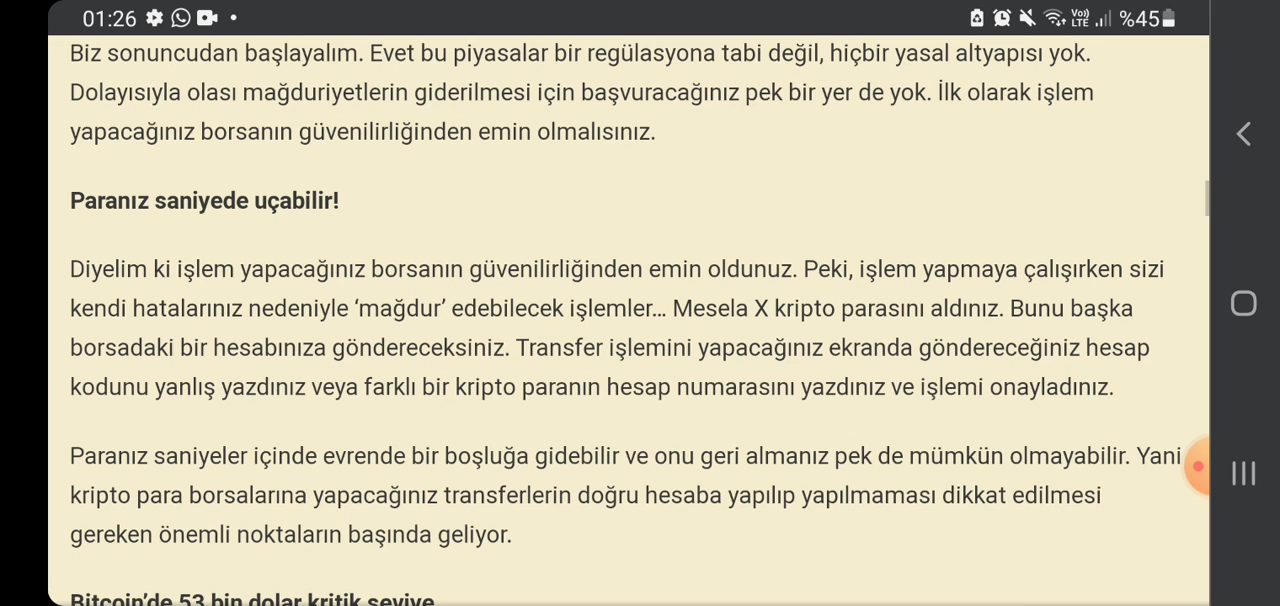 01:26
Vo)) LTE %45
Biz sonuncudan başlayalım. Evet bu piyasalar bir regülasyona tabi değil, hiçbir yasal altyapısı yok.
Dolayısıyla olası mağduriyetlerin giderilmesi için başvuracağınız pek bir yer de yok. İlk olarak işlem
yapacağınız borsanın güvenilirliğinden emin olmalısınız.
Paranız saniyede uçabilir!
Diyelim ki işlem yapacağınız borsanın güvenilirliğinden emin oldunuz. Peki, işlem yapmaya çalışırken sizi
kendi hatalarınız nedeniyle ‘mağdur’ edebilecek işlemler... Mesela X kripto parasını aldınız. Bunu başka
borsadaki bir hesabınıza göndereceksiniz. Transfer işlemini yapacağınız ekranda göndereceğiniz hesap
kodunu yanlış yazdınız veya farklı bir kripto paranın hesap numarasını yazdınız ve işlemi onayladınız.
Paranız saniyeler içinde evrende bir boşluğa gidebilir ve onu geri almanız pek de mümkün olmayabilir. Yani
kripto para borsalarına yapacağınız transferlerin doğru hesaba yapılıp yapılmaması dikkat edilmesi
gereken önemli noktaların başında geliyor.
Bitcoin’de 53 bin dolar kritik seviye